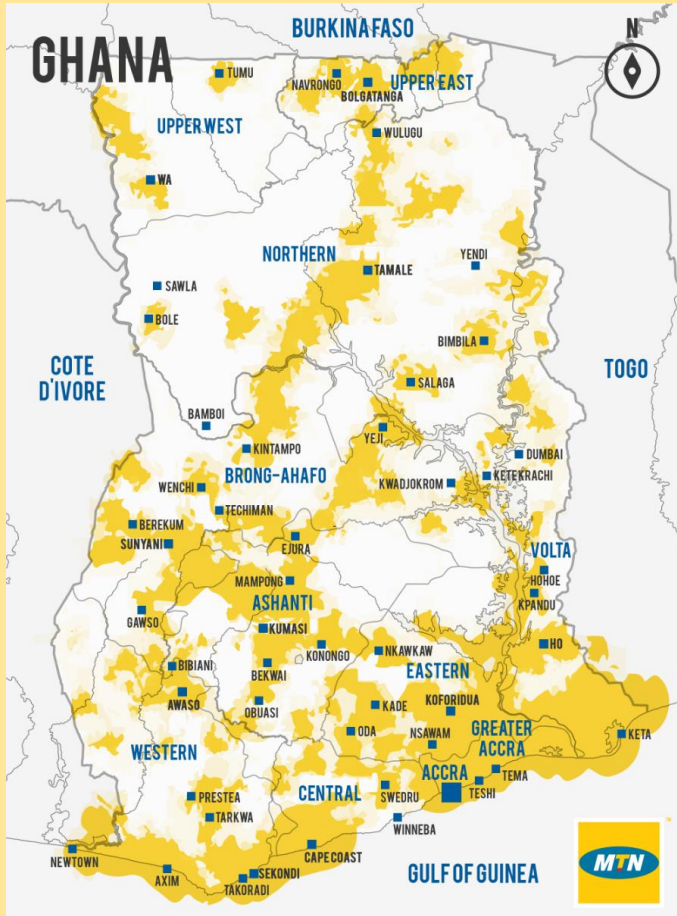 BURKINA FASO
N
GHANA
TUMU
NAVRONGO
UPPER EAST
BOLGATANGA
UPPER WEST
WULUGU
WA
NORTHERN
YENDI
TAMALE
SAWLA
BOLE
BIMBILA
COTE
D'IVORE
TOGO
SALAGA
BAMBOI
YEJI
KINTAMPO
DUMBAI
BRONG-AHAFO
KETEKRACHI
WENCHI
KWADJOKROM
TECHIMAN
BEREKUM
SUNYANI
EJURA
VOLTA
HOHOE
MAMPONG
KPANDU
ASHANTI
GAWSO
KUMASI
KONONGO
NKAWKAW
HO
BIBIANI
BEKWAI
EASTERN
AWASO
OBUASI
KADE
KOFORIDUA
ODA
NSAWAM
GREATER
ACCRA
KETA
WESTERN
ACCRA
TEMA
TESHI
PRESTEA
CENTRAL
SWEDRU
TARKWA
WINNEBA
CAPE COAST
NEWTOWN
AXIM
SEKONDI
TAKORADI
GULF OF GUINEA
MTN